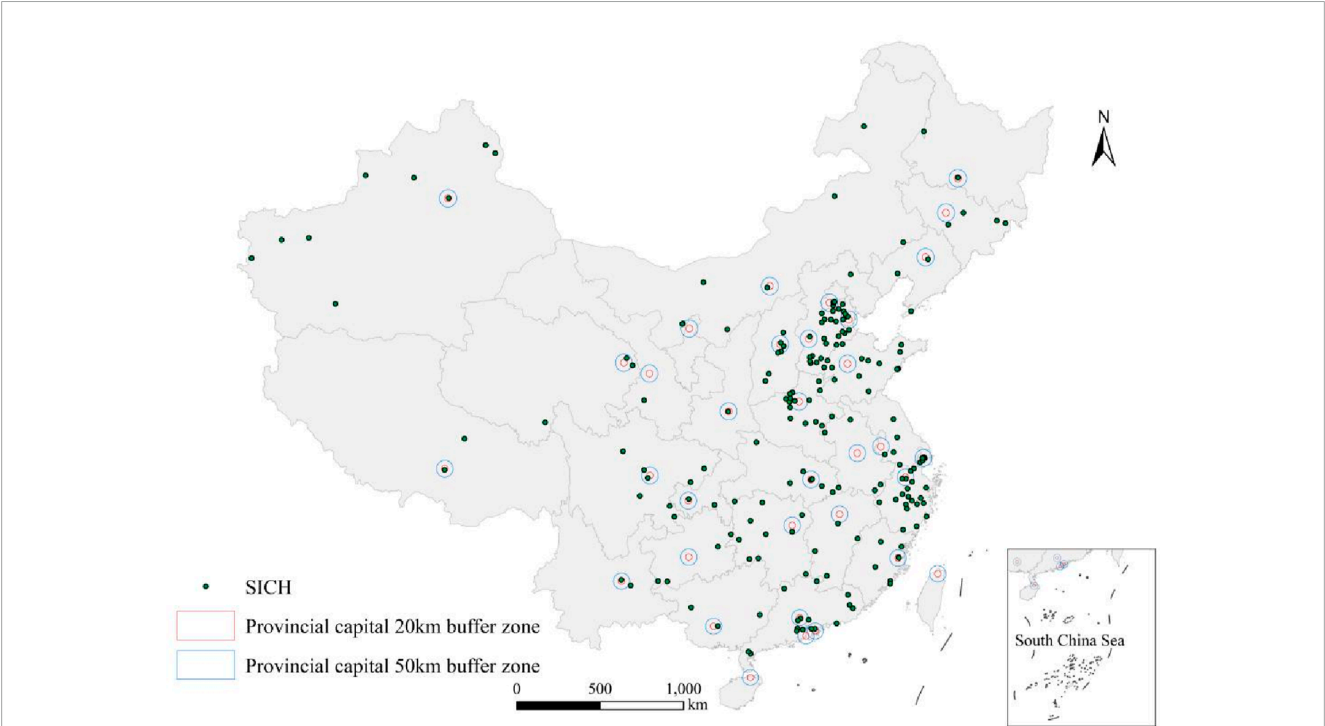 N
SICH
Provincial capital 20km buffer zone
Provincial capital 50km buffer zone
0 500 1,000
km
South China Sea